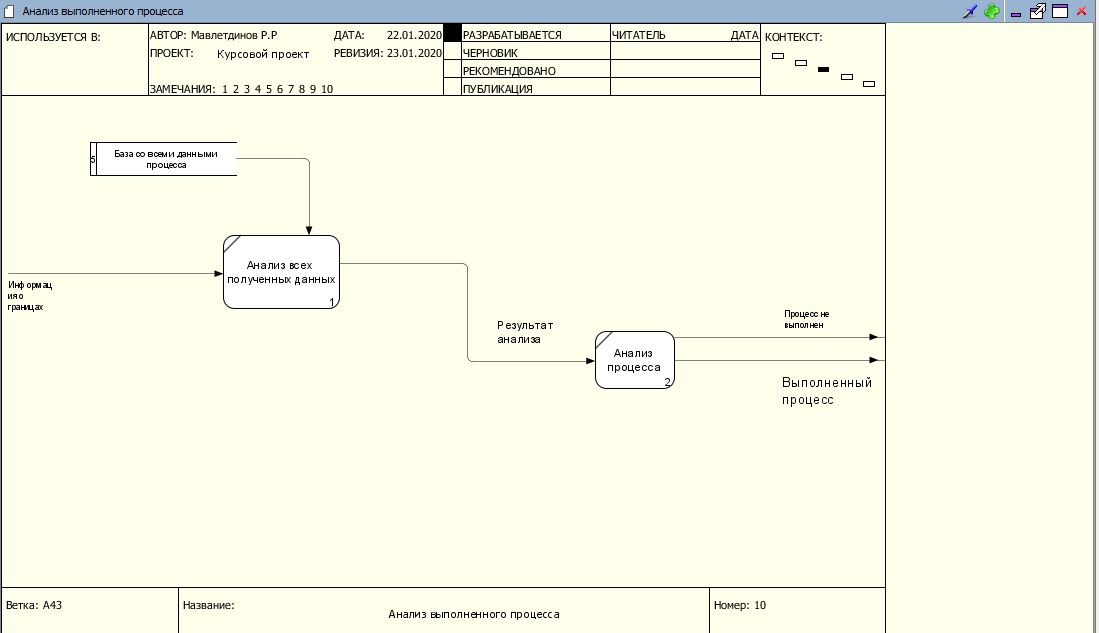 Анализ выполненного процесса
ИСПОЛЬЗУЕТСЯ В:
АВТОР: Мавлетдинов Р.Р
ДАТА: 22.01.2020
ПРОЕКТ: Курсовой проект
РЕВИЗИЯ: 23.01.2020
ЗАМЕЧАНИЯ: 1 2 3 4 5 6 7 8 9 10
РАЗРАБАТЫВАЕТСЯ
ЧЕРНОВИК
РЕКОМЕНДОВАНО
ПУБЛИКАЦИЯ
ЧИТАТЕЛЬ ДАТА
КОНТЕКСТ:
5
База со всеми данными
процесса
Анализ всех
полученных данных
1
Информац
ия о
границах
Результат
анализа
Анализ
процесса
2
Процесс не
выполнен
Выполненный
процесс
Ветка: A43
Название:
Анализ выполненного процесса
Номер: 10